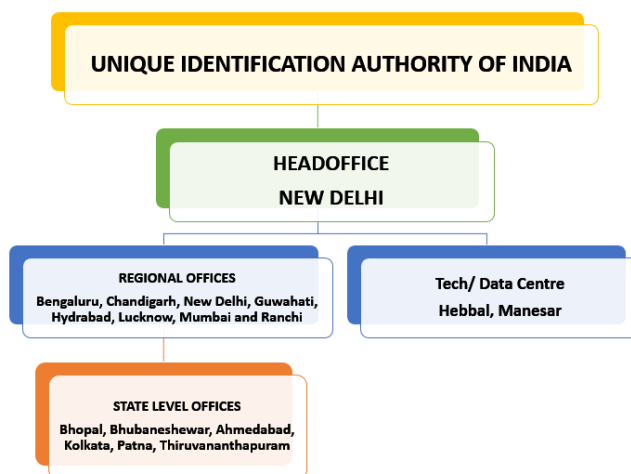 UNIQUE IDENTIFICATION AUTHORITY OF INDIA
HEADOFFICE
NEW DELHI
REGIONAL OFFICES
Bengaluru, Chandigarh, New Delhi, Guwahati,
Hydrabad, Lucknow, Mumbai and Ranchi
Tech/ Data Centre
Hebbal, Manesar
STATE LEVEL OFFICES
Bhopal, Bhubaneshewar, Ahmedabad,
Kolkata, Patna, Thiruvananthapuram